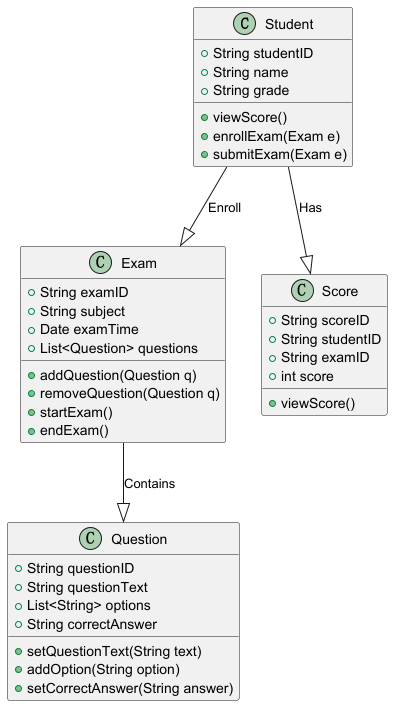 C Student
String studentID
String name
String grade
viewScore()
enrollExam(Exam e)
submitExam(Exam e)
Enroll
Has
C Exam
String examID
String subject
Date examTime
List<Question> questions
addQuestion(Question q)
removeQuestion(Question q)
startExam()
endExam()
C Score
String scoreID
String studentID
String examID
int score
viewScore()
Contains
C Question
String questionID
String questionText
List<String> options
String correctAnswer
setQuestionText(String text)
addOption(String option)
setCorrectAnswer(String answer)